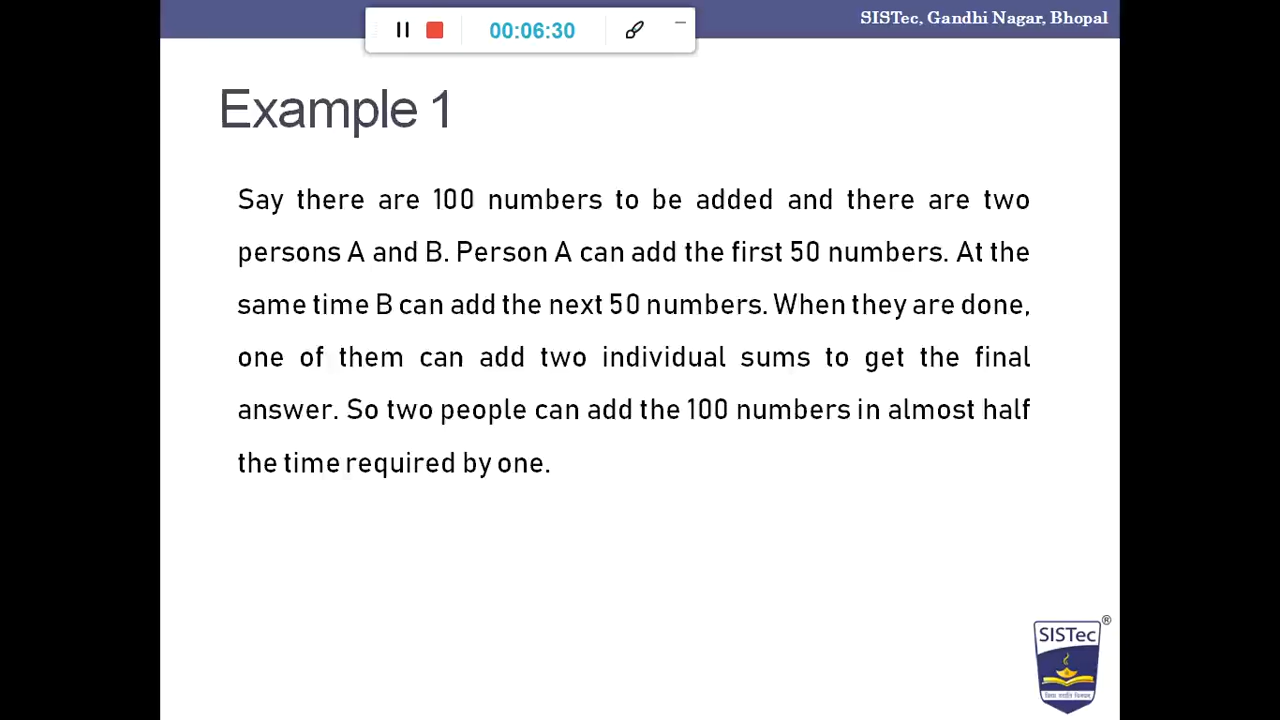 SISTec, Gandhi Nagar, Bhopal
00:06:30
Example 1
Say there are 100 numbers to be added and there are two
persons A and B. Person A can add the first 50 numbers. At the
same time B can add the next 50 numbers. When they are done,
one of them can add two individual sums to get the final
answer. So two people can add the 100 numbers in almost half
the time required by one.
SISTec ®